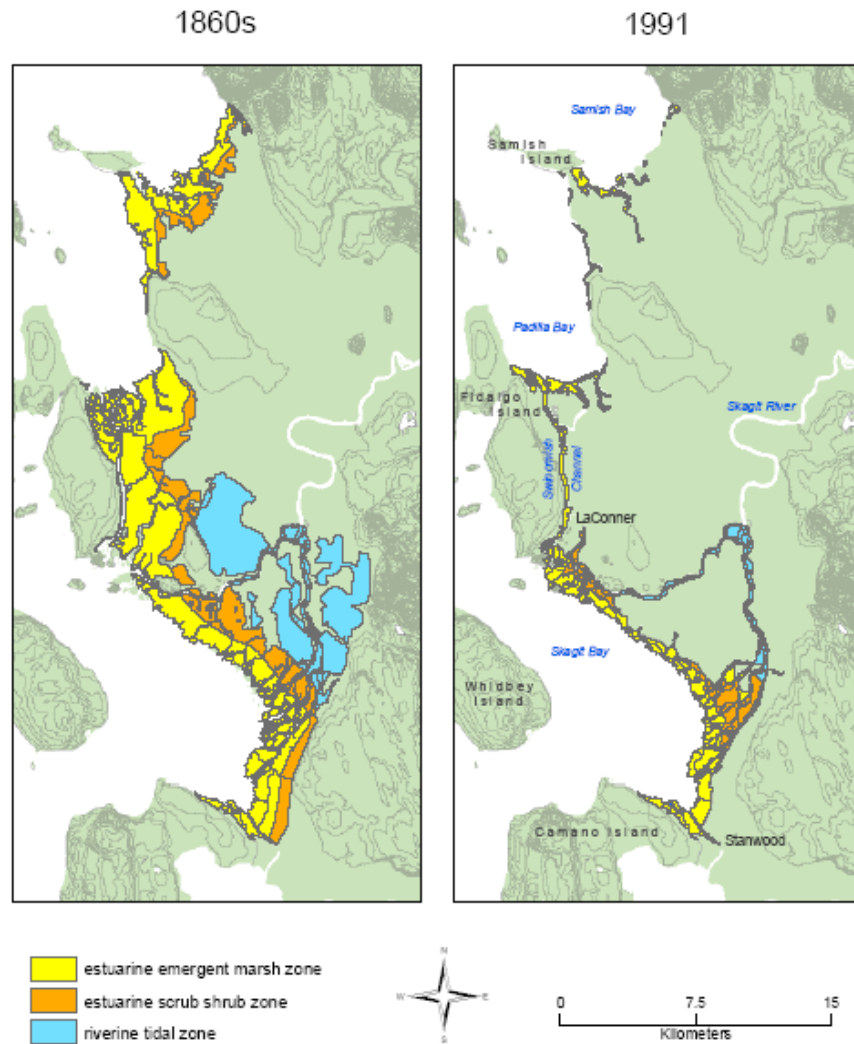 1860s
1991
Samish Bay
Samish
Island
Padilla Bay
Fidalgo
Island
Skagit River
Swinomish
Channel
LaConner
Skagit Bay
Whidbey
Island
Camano Island
Stanwood
estuarine emergent marsh zone
estuarine scrub shrub zone
riverine tidal zone
N
W
E
S
0
7.5
15
Kilometers